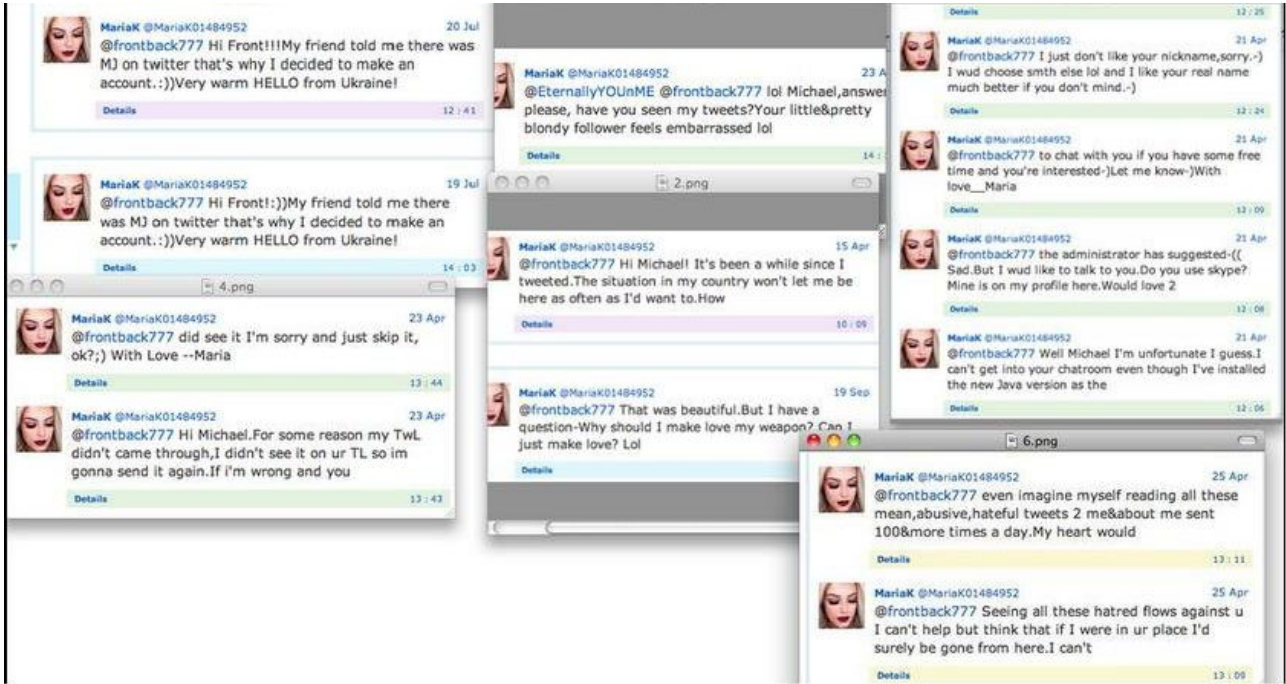 MariaK @MariaK01484952 20 Jul
@frontback777 Hi Front!!!My friend told me there was
MJ on twitter that's why I decided to make an
account.:))Very warm HELLO from Ukraine!
Details 12 : 41
MariaK @MariaK01484952 19 Jul
@frontback777 Hi Front!:))My friend told me there
was MJ on twitter that's why I decided to make an
account.:))Very warm HELLO from Ukraine!
Details 14 : 03
4.png
MariaK @MariaK01484952 23 Apr
@frontback777 did see it I'm sorry and just skip it,
ok?;) With Love --Maria
Details 13 : 44
MariaK @MariaK01484952 23 Apr
@frontback777 Hi Michael.For some reason my TwL
didn't came through,I didn't see it on ur TL so im
gonna send it again.If i'm wrong and you
Details 13 : 43
MariaK @MariaK01484952 23 A
@EternallyYOUnME @frontback777 lol Michael,answer
please, have you seen my tweets?Your little&pretty
blondy follower feels embarrassed lol
Details 14 :
2.png
MariaK @MariaK01484952 15 Apr
@frontback777 Hi Michael! It's been a while since I
tweeted.The situation in my country won't let me be
here as often as I'd want to.How
Details 10 : 09
MariaK @MariaK01484952 19 Sep
@frontback777 That was beautiful.But I have a
question-Why should I make love my weapon? Can I
just make love? Lol
Details
Details 12 : 25
MariaK @MariaK01484952 21 Apr
@frontback777 I just don't like your nickname,sorry.-)
I wud choose smth else lol and I like your real name
much better if you don't mind.-)
Details 12 : 24
MariaK @MariaK01484952 21 Apr
@frontback777 to chat with you if you have some free
time and you're interested-)Let me know-)With
love__Maria
Details 12 : 09
MariaK @MariaK01484952 21 Apr
@frontback777 the administrator has suggested-((
Sad.But I wud like to talk to you.Do you use skype?
Mine is on my profile here.Would love 2
Details 12 : 08
MariaK @MariaK01484952 21 Apr
@frontback777 Well Michael I'm unfortunate I guess.I
can't get into your chatroom even though I've installed
the new Java version as the
Details 12 : 06
6.png
MariaK @MariaK01484952 25 Apr
@frontback777 even imagine myself reading all these
mean,abusive,hateful tweets 2 me&about me sent
100&more times a day.My heart would
Details 13 : 11
MariaK @MariaK01484952 25 Apr
@frontback777 Seeing all these hatred flows against u
I can't help but think that if I were in ur place I'd
surely be gone from here.I can't
Details 13 : 09